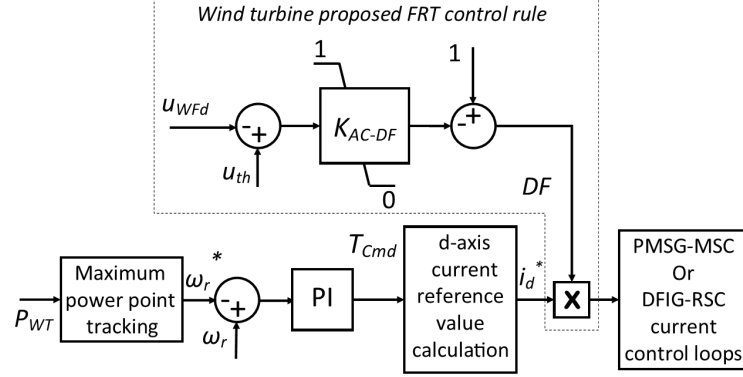 Wind turbine proposed FRT control rule
1
1
u_WFd
-
+
K_AC-DF
-
+
u_th
0
DF
Maximum
power point
tracking
P_WT
ω_r*
-
+
ω_r
PI
T_Cmd
d-axis
current
reference
value
calculation
i_d*
X
PMSG-MSC
Or
DFIG-RSC
current
control loops